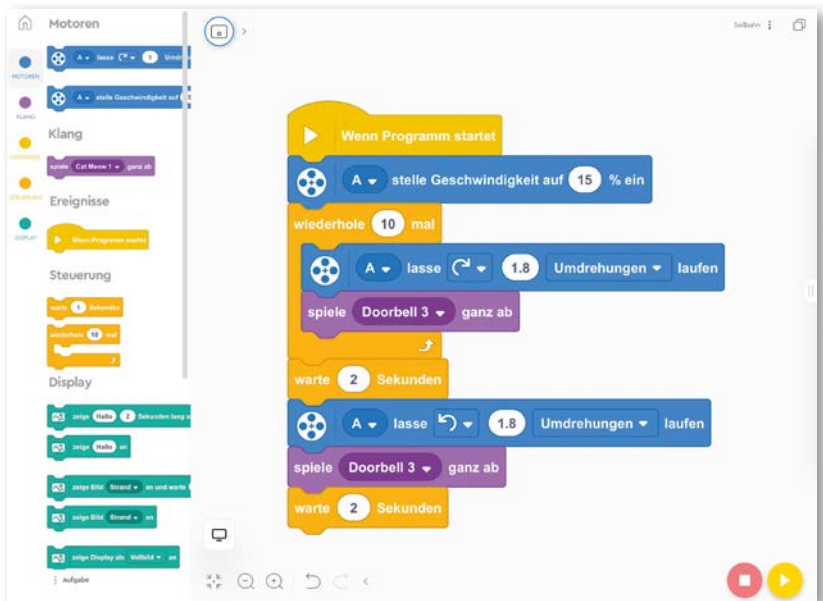 Motoren
A lasse 1
MOTOREN
A stelle Geschwindigkeit auf
KLANG
Klang
spiele Cat Meow 1 ganz ab
Ereignisse
STEUERUNG
Wenn Programm startet
DISPLAY
Steuerung
warte 1 Sekunden
wiederhole 10 mal
Display
zeige Hallo 2 Sekunden lang
zeige Hallo an
zeige Bild Strand an und warte
zeige Bild Strand an
zeige Display als Vollbild an
Aufgabe
Seilbahn
Wenn Programm startet
A stelle Geschwindigkeit auf 15 % ein
wiederhole 10 mal
A lasse 1.8 Umdrehungen laufen
spiele Doorbell 3 ganz ab
warte 2 Sekunden
A lasse 1.8 Umdrehungen laufen
spiele Doorbell 3 ganz ab
warte 2 Sekunden